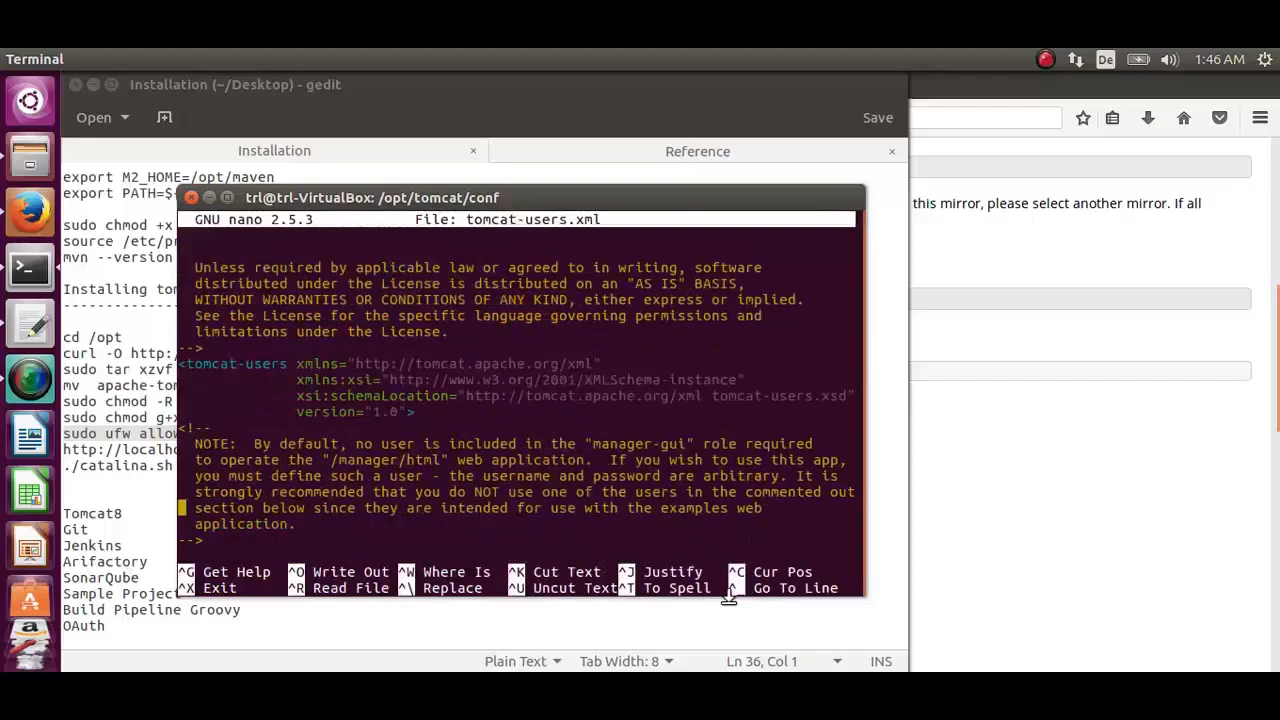 Terminal
De
1:46 AM
Installation (~/Desktop) - gedit
Open
Save
Installation
Reference
export M2_HOME=/opt/maven
export PATH=$
sudo chmod +x
source /etc/pr
mvn --version
Installing tom
cd /opt
curl -O http:/
sudo tar xzvf
mv apache-tom
sudo chmod -R
sudo chmod g+x
sudo ufw allow
http://localho
./catalina.sh
Tomcat8
Git
Jenkins
Arifactory
SonarQube
Sample Project
Build Pipeline Groovy
OAuth
trl@trl-VirtualBox: /opt/tomcat/conf
GNU nano 2.5.3 File: tomcat-users.xml
Unless required by applicable law or agreed to in writing, software
distributed under the License is distributed on an "AS IS" BASIS,
WITHOUT WARRANTIES OR CONDITIONS OF ANY KIND, either express or implied.
See the License for the specific language governing permissions and
limitations under the License.
-->
<tomcat-users xmlns="http://tomcat.apache.org/xml"
xmlns:xsi="http://www.w3.org/2001/XMLSchema-instance"
xsi:schemaLocation="http://tomcat.apache.org/xml tomcat-users.xsd"
version="1.0">
<!--
NOTE: By default, no user is included in the "manager-gui" role required
to operate the "/manager/html" web application. If you wish to use this app,
you must define such a user - the username and password are arbitrary. It is
strongly recommended that you do NOT use one of the users in the commented out
section below since they are intended for use with the examples web
application.
-->
^G Get Help ^O Write Out ^W Where Is ^K Cut Text ^J Justify ^C Cur Pos
^X Exit ^R Read File ^\ Replace ^U Uncut Text ^T To Spell ^ Go To Line
this mirror, please select another mirror. If all
Plain Text
Tab Width: 8
Ln 36, Col 1
INS